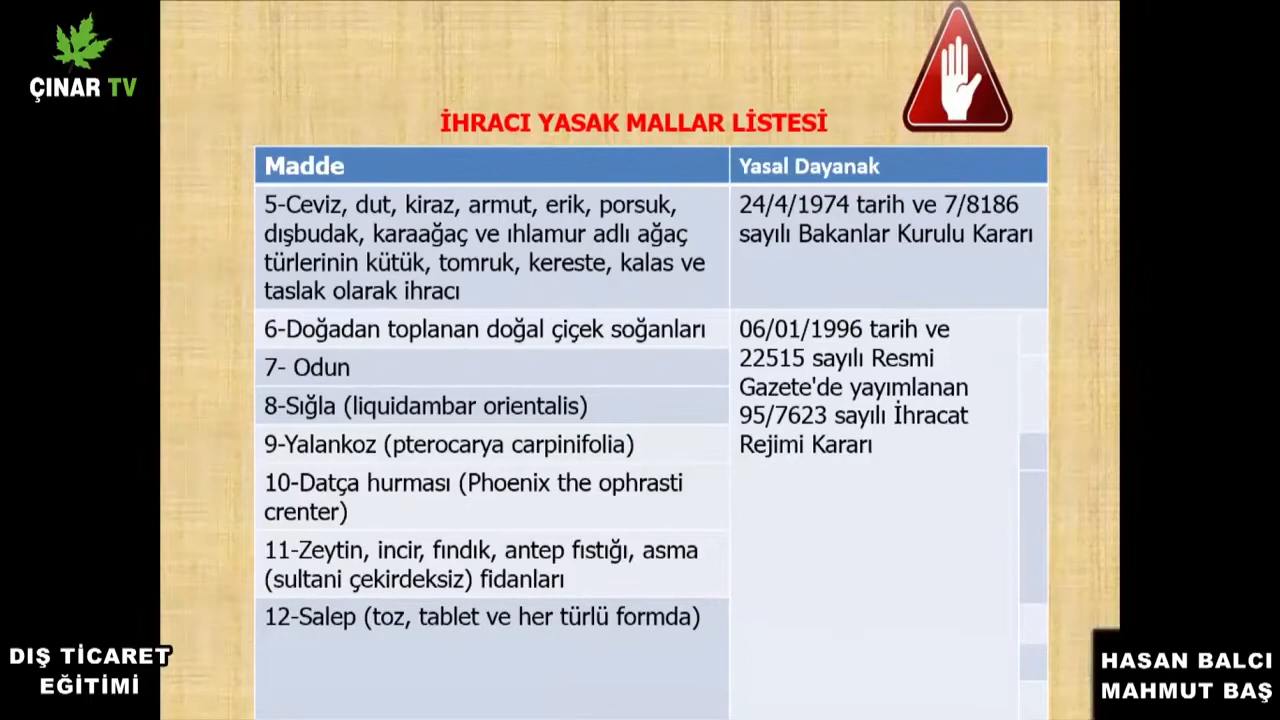 ÇINAR TV
İHRACI YASAK MALLAR LİSTESİ
Madde
Yasal Dayanak
5-Ceviz, dut, kiraz, armut, erik, porsuk,
dışbudak, karaağaç ve ıhlamur adlı ağaç
türlerinin kütük, tomruk, kereste, kalas ve
taslak olarak ihracı
24/4/1974 tarih ve 7/8186
sayılı Bakanlar Kurulu Kararı
6-Doğadan toplanan doğal çiçek soğanları
7- Odun
8-Sığla (liquidambar orientalis)
9-Yalankoz (pterocarya carpinifolia)
10-Datça hurması (Phoenix the ophrasti
crenter)
11-Zeytin, incir, fındık, antep fıstığı, asma
(sultani çekirdeksiz) fidanları
12-Salep (toz, tablet ve her türlü formda)
06/01/1996 tarih ve
22515 sayılı Resmi
Gazete'de yayımlanan
95/7623 sayılı İhracat
Rejimi Kararı
DIŞ TİCARET
EĞİTİMİ
HASAN BALCI
MAHMUT BAŞ